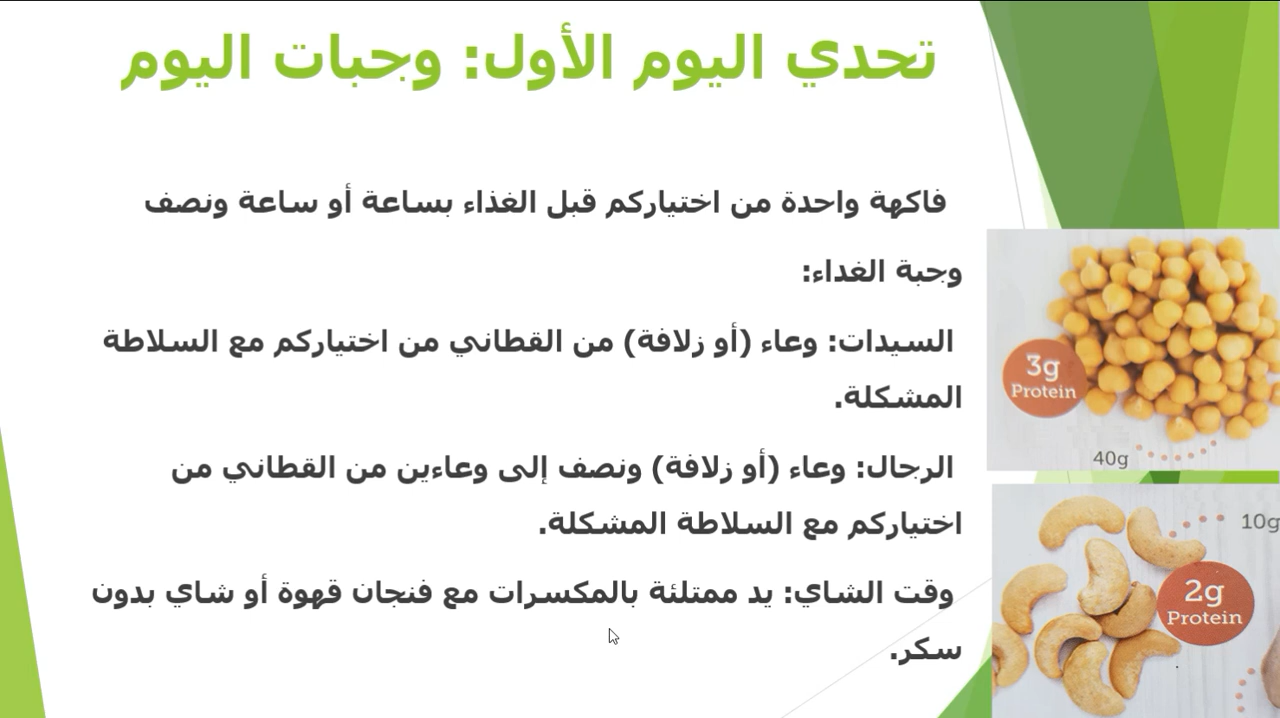 تحدي اليوم الأول: وجبات اليوم
فاكهة واحدة من اختياركم قبل الغذاء بساعة أو ساعة ونصف
وجبة الغداء:
السيدات: وعاء (أو زلافة) من القطاني من اختياركم مع السلاطة
المشكلة.
الرجال: وعاء (أو زلافة) ونصف إلى وعاءين من القطاني من
اختياركم مع السلاطة المشكلة.
وقت الشاي: يد ممتلئة بالمكسرات مع فنجان قهوة أو شاي بدون
سكر.
3g
Protein
40g
10g
2g
Protein